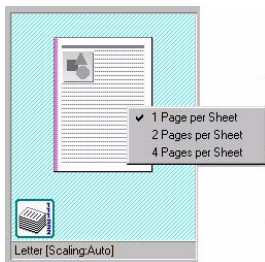 1 Page per Sheet
2 Pages per Sheet
4 Pages per Sheet
Letter [Scaling:Auto]